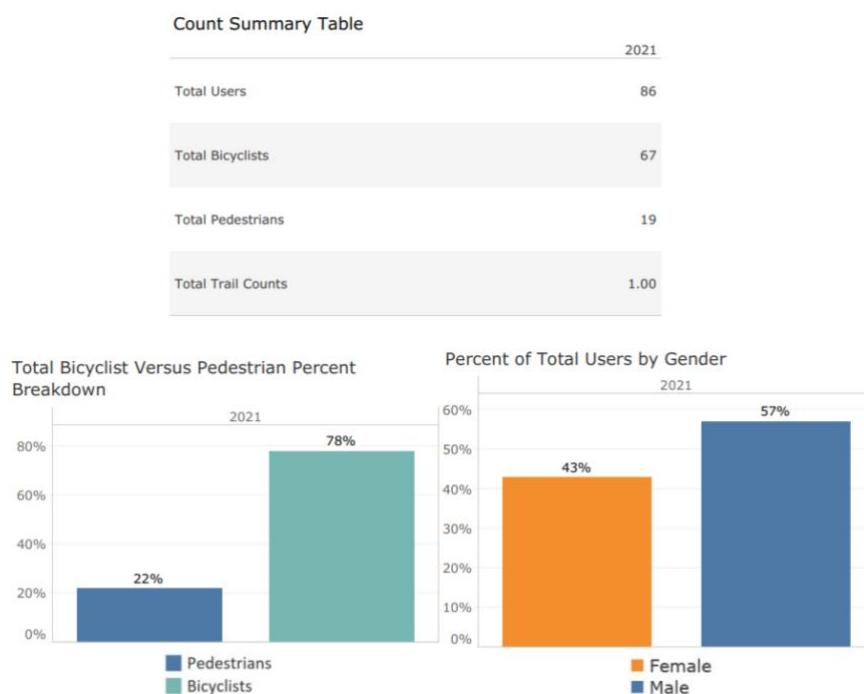 Count Summary Table
2021
Total Users 86
Total Bicyclists 67
Total Pedestrians 19
Total Trail Counts 1.00
Total Bicyclist Versus Pedestrian Percent
Breakdown
2021
80%
60%
40%
20%
0%
22%
78%
Pedestrians
Bicyclists
Percent of Total Users by Gender
2021
60%
50%
40%
30%
20%
10%
0%
43%
57%
Female
Male